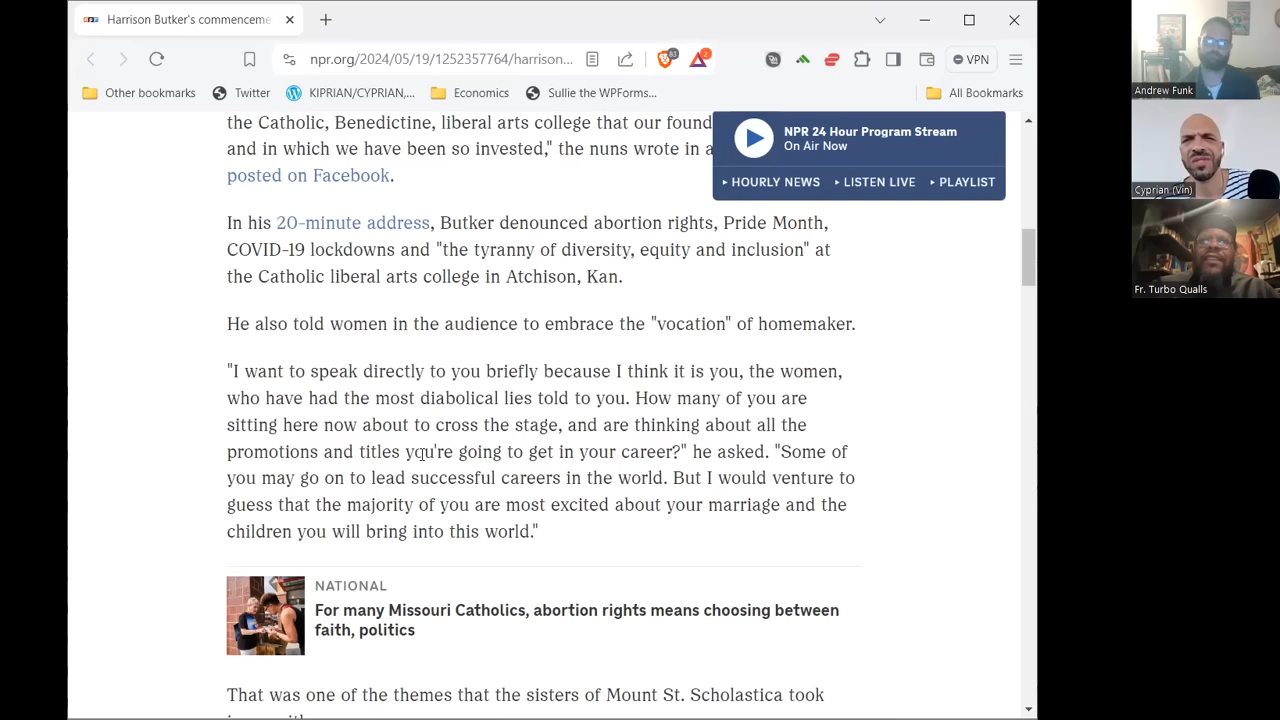 Harrison Butker's commenceme
npr.org/2024/05/19/1252357764/harrison...
83
2
VPN
Other bookmarks
Twitter
KIPRIAN/CYPRIAN,...
Economics
Sullie the WPForms...
All Bookmarks
the Catholic, Benedictine, liberal arts college that our found
and in which we have been so invested," the nuns wrote in a
posted on Facebook.
NPR 24 Hour Program Stream
On Air Now
HOURLY NEWS
LISTEN LIVE
PLAYLIST
In his 20-minute address, Butker denounced abortion rights, Pride Month,
COVID-19 lockdowns and "the tyranny of diversity, equity and inclusion" at
the Catholic liberal arts college in Atchison, Kan.
He also told women in the audience to embrace the "vocation" of homemaker.
"I want to speak directly to you briefly because I think it is you, the women,
who have had the most diabolical lies told to you. How many of you are
sitting here now about to cross the stage, and are thinking about all the
promotions and titles you're going to get in your career?" he asked. "Some of
you may go on to lead successful careers in the world. But I would venture to
guess that the majority of you are most excited about your marriage and the
children you will bring into this world."
NATIONAL
For many Missouri Catholics, abortion rights means choosing between
faith, politics
That was one of the themes that the sisters of Mount St. Scholastica took
Andrew Funk
Cyprian (Vin)
Fr. Turbo Qualls